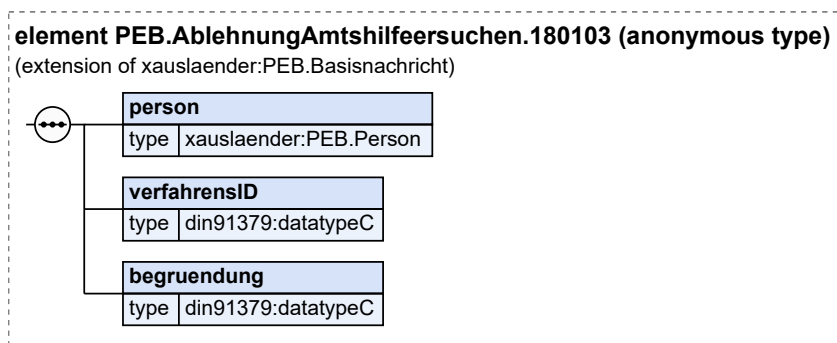 element PEB.AblehnungAmtshilfeersuchen.180103 (anonymous type)
(extension of xauslaender:PEB.Basisnachricht)
person
type xauslaender:PEB.Person
verfahrensID
type din91379:datatypeC
begruendung
type din91379:datatypeC